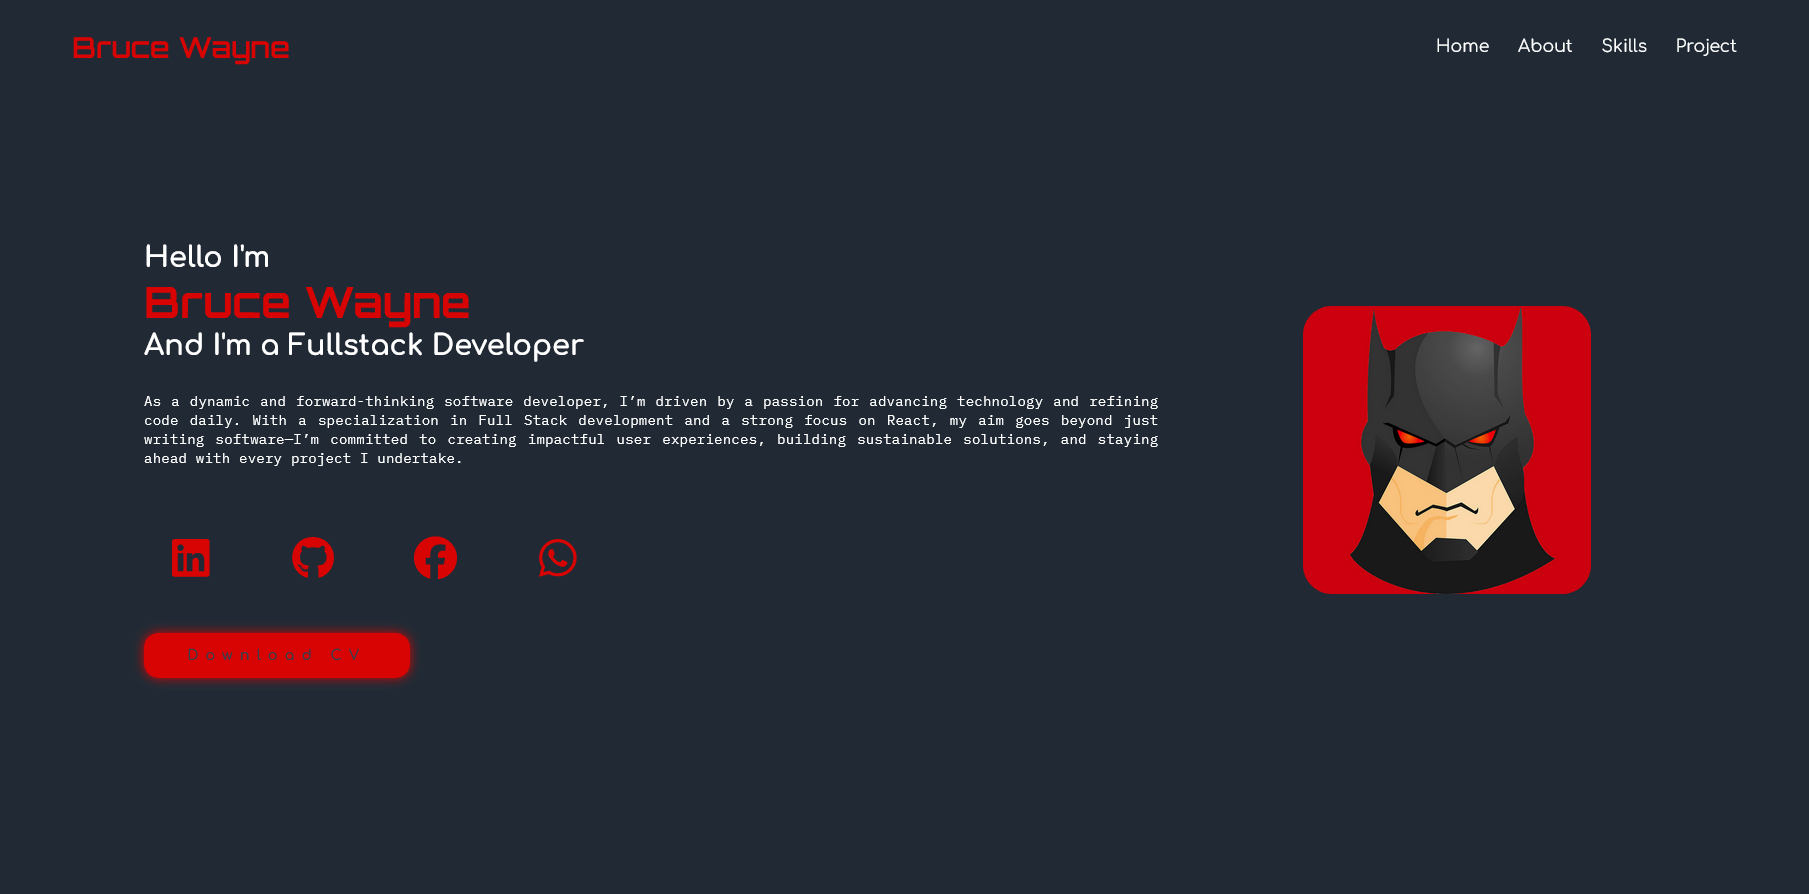 Bruce Wayne
Home About Skills Project
Hello I'm
Bruce Wayne
And I'm a Fullstack Developer
As a dynamic and forward-thinking software developer, I’m driven by a passion for advancing technology and refining
code daily. With a specialization in Full Stack development and a strong focus on React, my aim goes beyond just
writing software—I’m committed to creating impactful user experiences, building sustainable solutions, and staying
ahead with every project I undertake.
in
Download CV